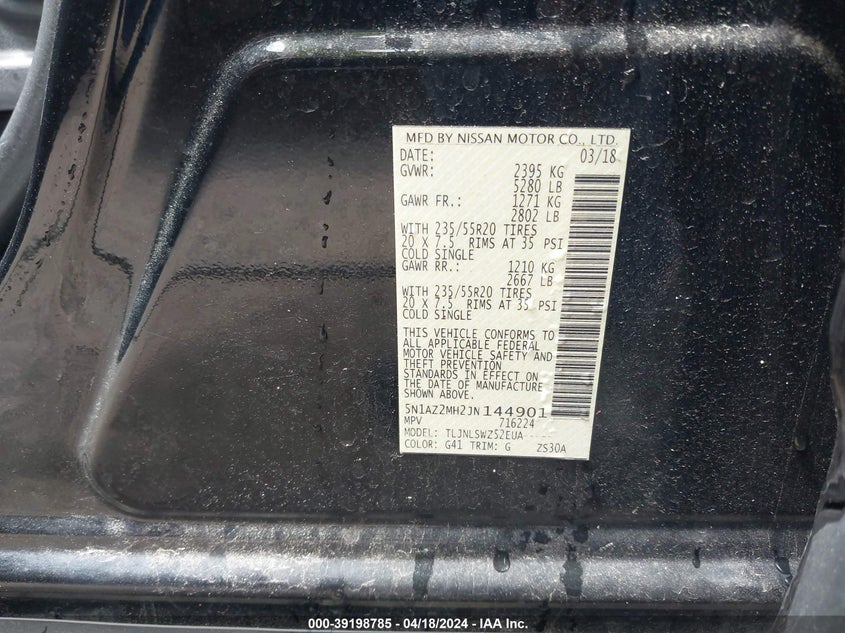 MFD BY NISSAN MOTOR CO., LTD.
DATE: 03/18
GVWR: 2395 KG
5280 LB
GAWR FR.: 1271 KG
2802 LB
WITH 235/55R20 TIRES
20 X 7.5 RIMS AT 35 PSI
COLD SINGLE
GAWR RR.: 1210 KG
2667 LB
WITH 235/55R20 TIRES
20 X 7.5 RIMS AT 35 PSI
COLD SINGLE
THIS VEHICLE CONFORMS TO
ALL APPLICABLE FEDERAL
MOTOR VEHICLE SAFETY AND
THEFT PREVENTION
STANDARDS IN EFFECT ON
THE DATE OF MANUFACTURE
SHOWN ABOVE.
5N1AZ2MH2JN144901
MPV 716224
MODEL: TLJNLSWZ52EUA-----
COLOR: G41 TRIM: G ZS30A
000-39198785 - 04/18/2024 - IAA Inc.